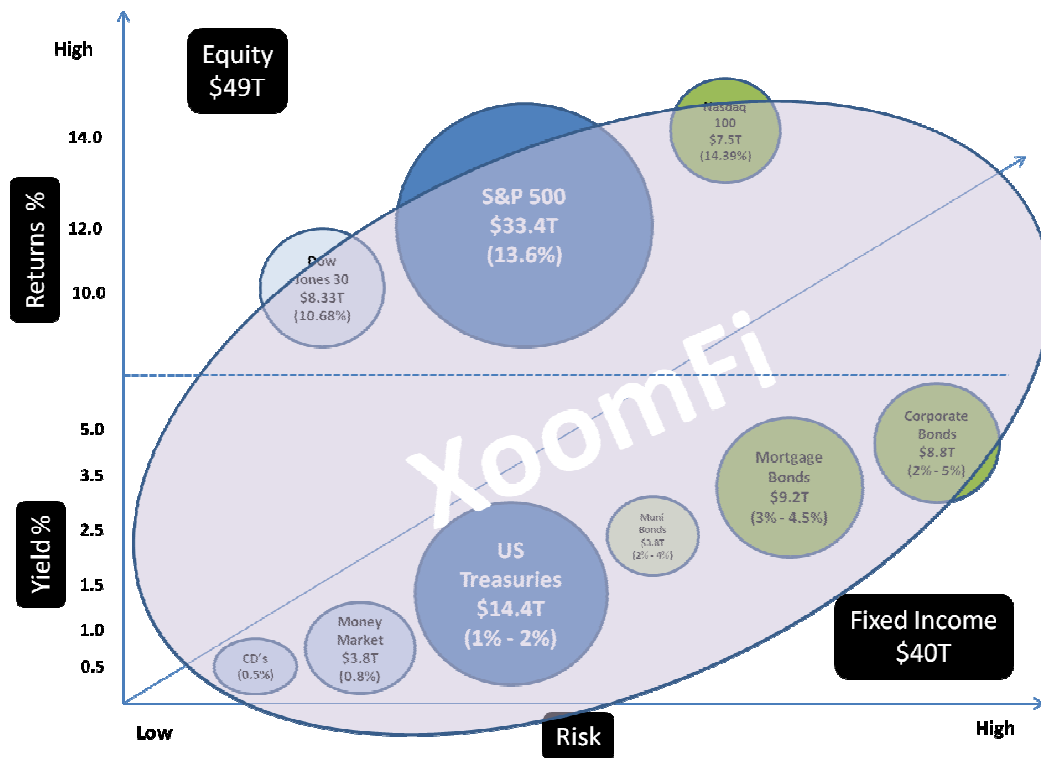 High
Equity
$49T
14.0
12.0
10.0
Returns %
Nasdaq
100
$7.5T
(14.39%)
S&P 500
$33.4T
(13.6%)
Dow
Jones 30
$8.33T
(10.68%)
XoomFi
5.0
3.5
2.5
1.5
1.0
0.5
Yield %
Corporate
Bonds
$8.8T
(2% - 5%)
Mortgage
Bonds
$9.2T
(3% - 4.5%)
Muni
Bonds
$3.8T
(2% - 4%)
US
Treasuries
$14.4T
(1% - 2%)
Money
Market
$3.8T
(0.8%)
CD's
(0.5%)
Fixed Income
$40T
Low
Risk
High